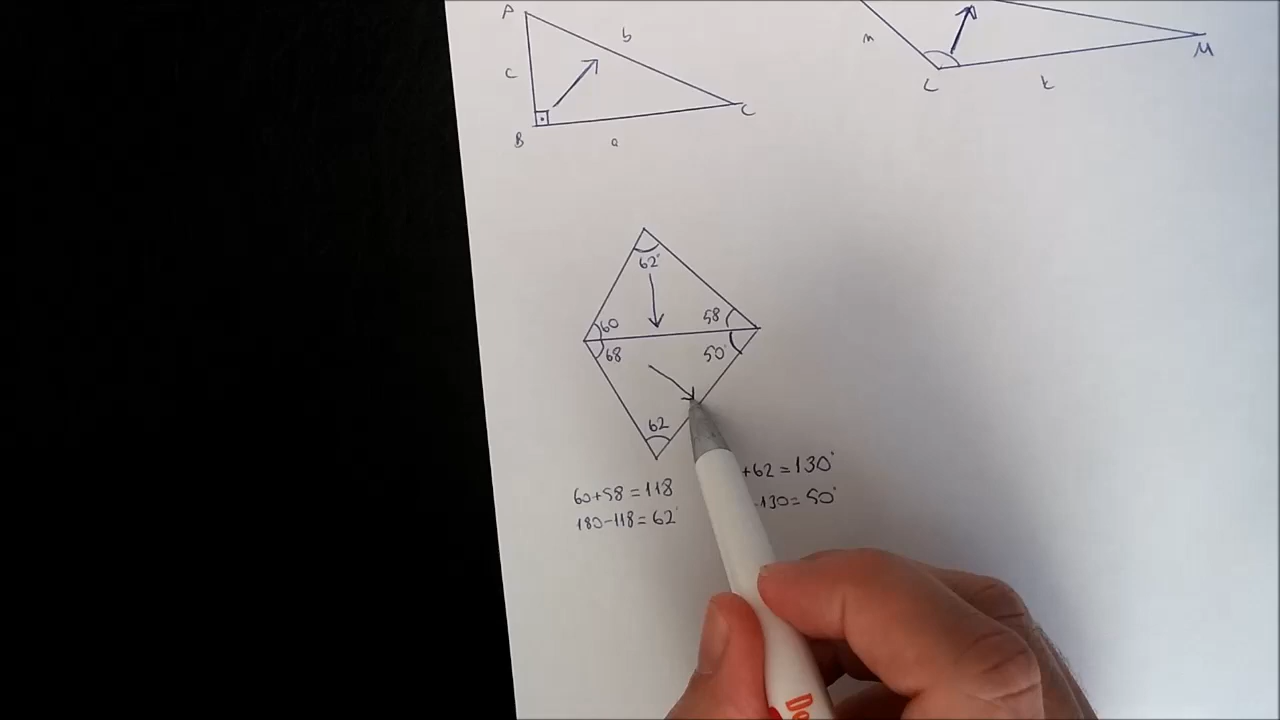 A
b
c
B
a
C
m
L
k
M
62°
60
58
68
50°
62
60+58=118
180-118=62°
+62=130°
-130=50°